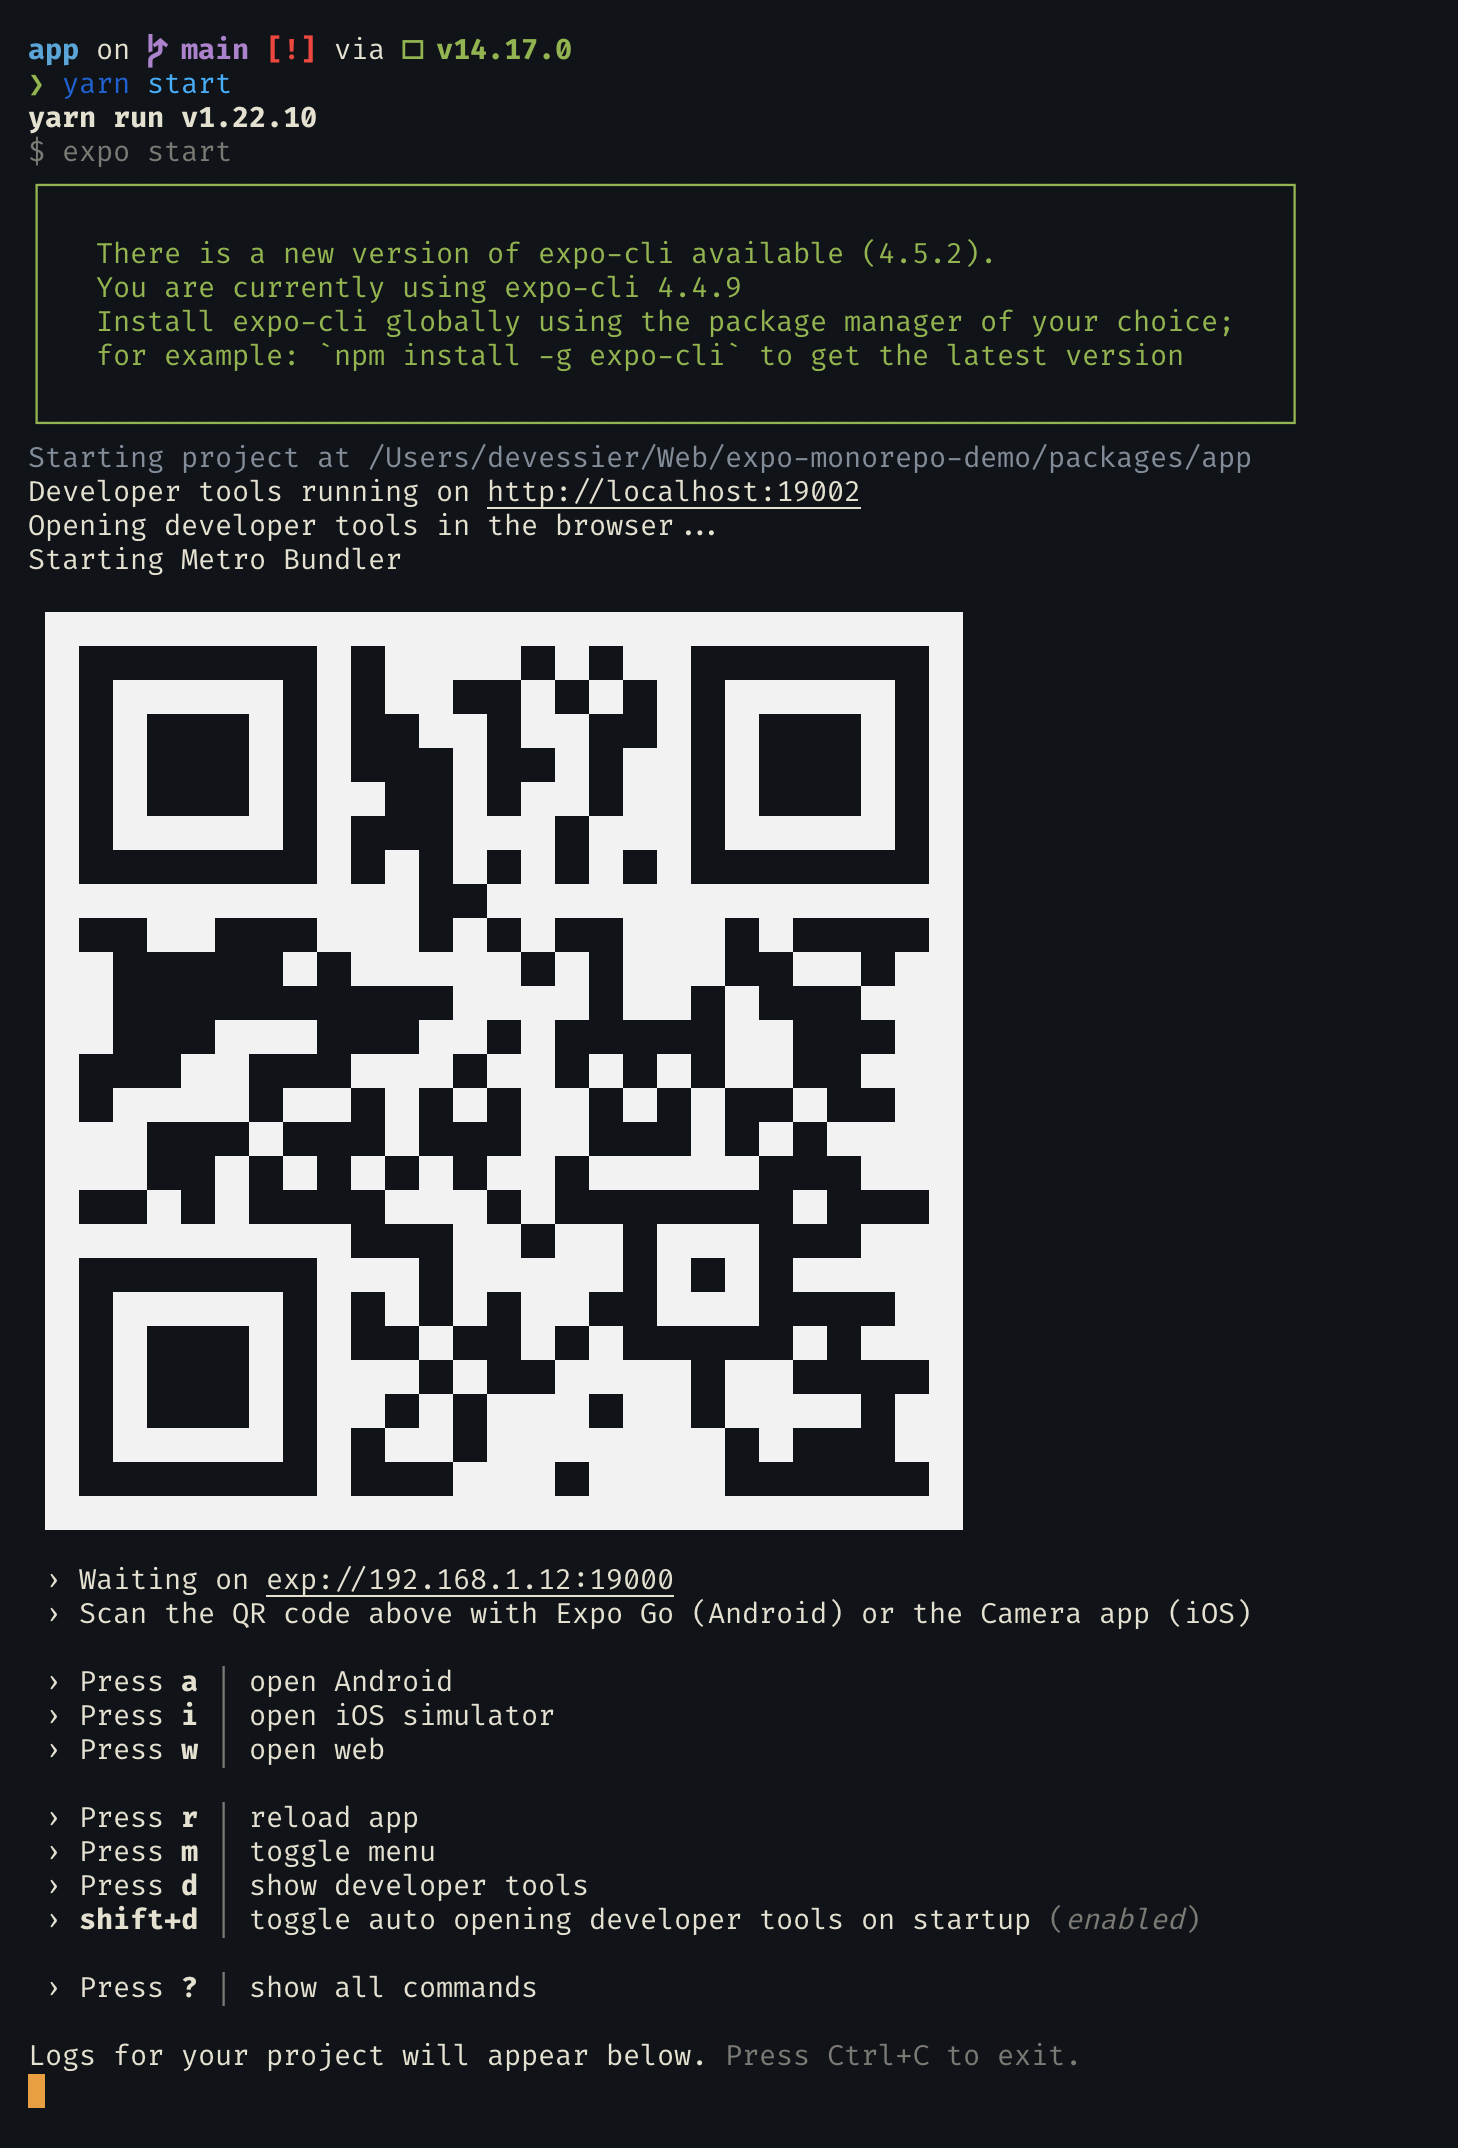 app on main [!] via v14.17.0
❯ yarn start
yarn run v1.22.10
$ expo start
There is a new version of expo-cli available (4.5.2).
You are currently using expo-cli 4.4.9
Install expo-cli globally using the package manager of your choice;
for example: `npm install -g expo-cli` to get the latest version
Starting project at /Users/devessier/Web/expo-monorepo-demo/packages/app
Developer tools running on http://localhost:19002
Opening developer tools in the browser...
Starting Metro Bundler
› Waiting on exp://192.168.1.12:19000
› Scan the QR code above with Expo Go (Android) or the Camera app (iOS)
› Press a │ open Android
› Press i │ open iOS simulator
› Press w │ open web
› Press r │ reload app
› Press m │ toggle menu
› Press d │ show developer tools
› shift+d │ toggle auto opening developer tools on startup (enabled)
› Press ? │ show all commands
Logs for your project will appear below. Press Ctrl+C to exit.